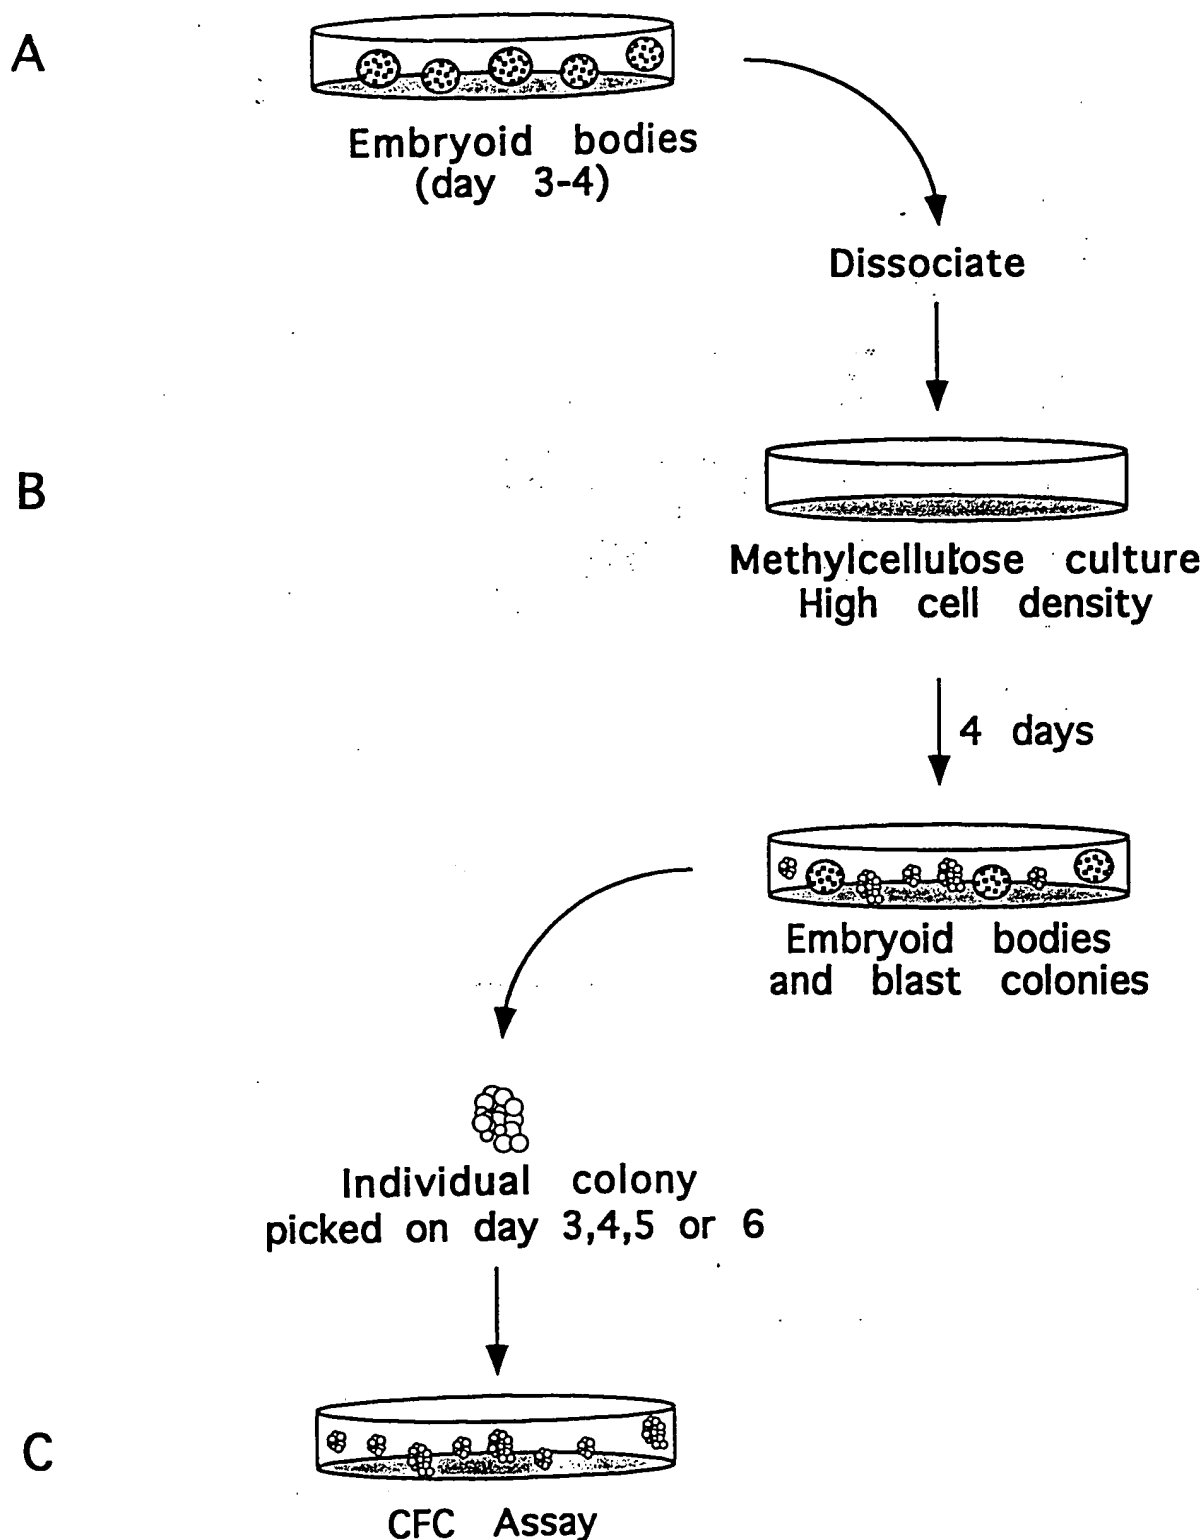 A
Embryoid bodies
(day 3-4)
Dissociate
B
Methylcellulose culture
High cell density
4 days
Embryoid bodies
and blast colonies
Individual colony
picked on day 3,4,5 or 6
C
CFC Assay